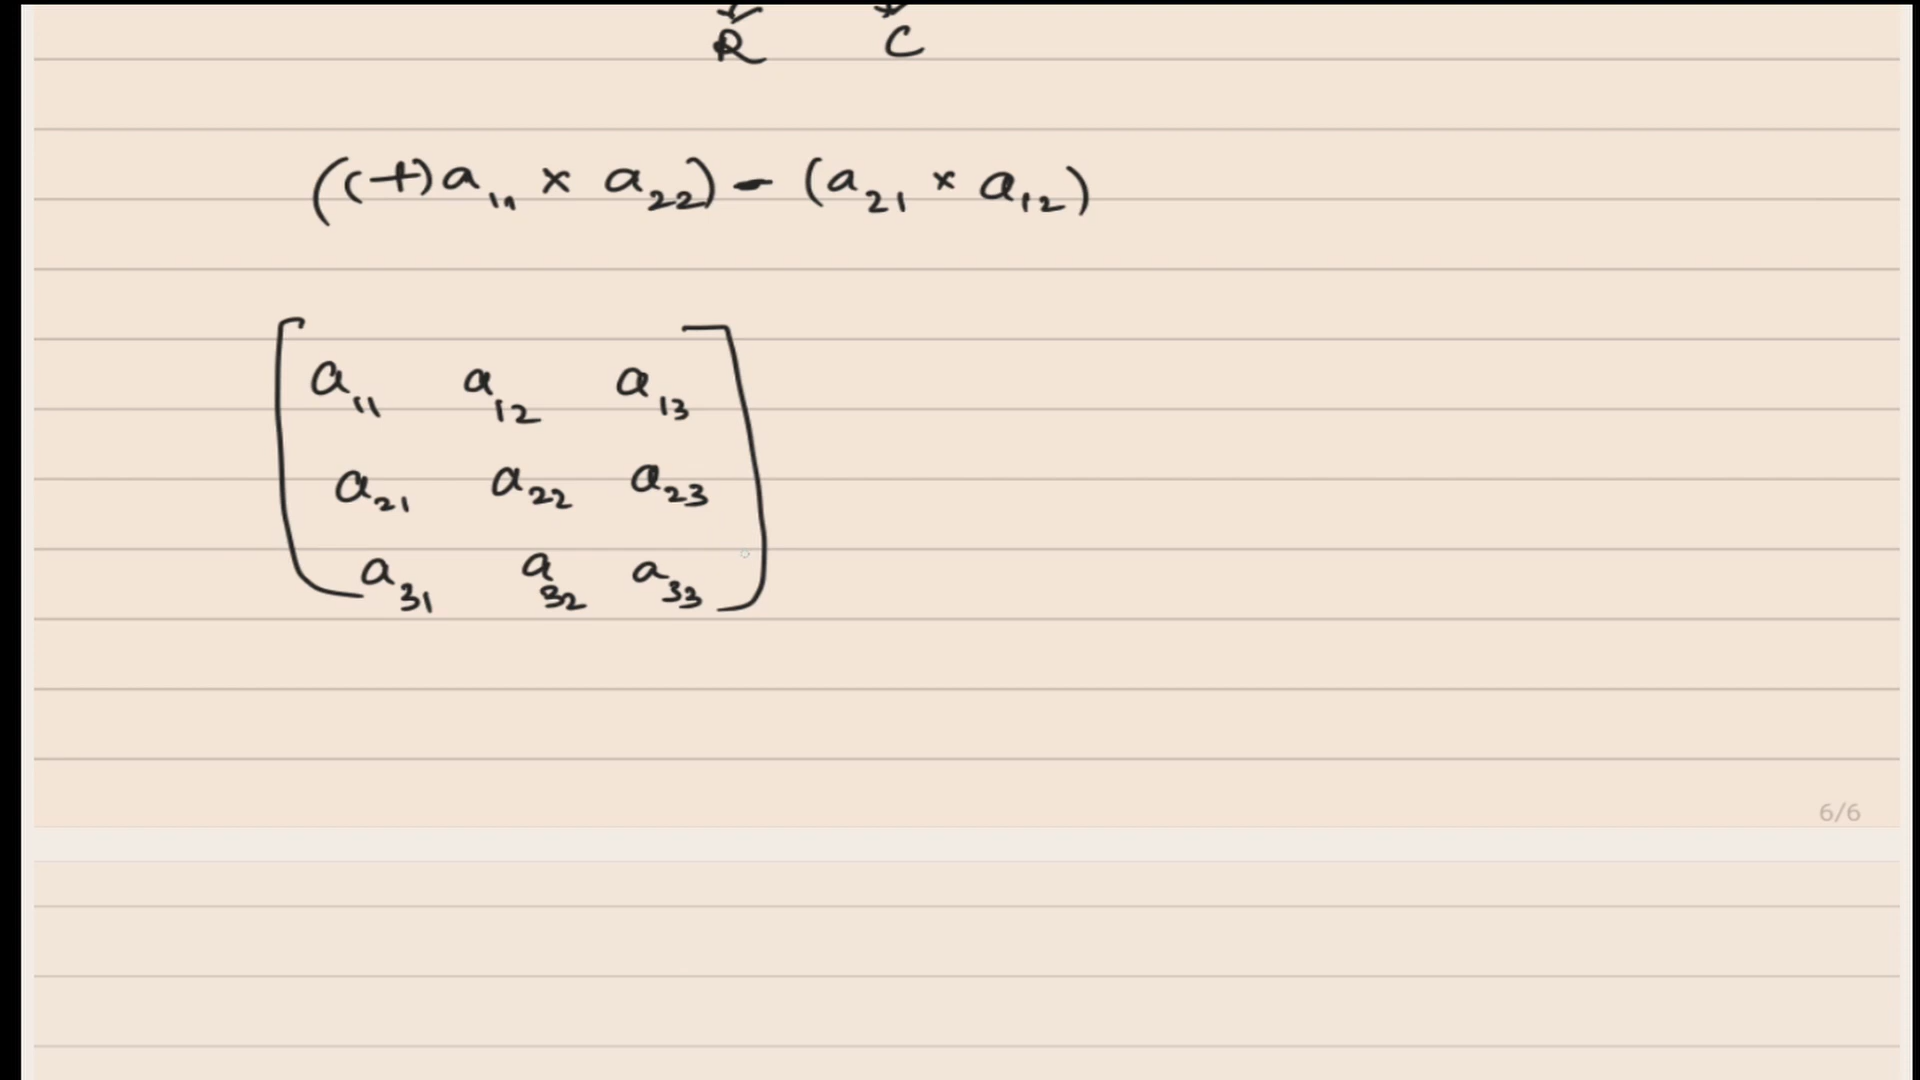 R C
((+)a₁₁ × a₂₂) - (a₂₁ × a₁₂)
a₁₁ a₁₂ a₁₃
a₂₁ a₂₂ a₂₃
a₃₁ a₃₂ a₃₃
6/6